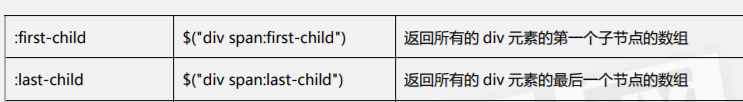 :first-child $("div span:first-child") 返回所有的 div 元素的第一个子节点的数组
:last-child $("div span:last-child") 返回所有的 div 元素的最后一个节点的数组